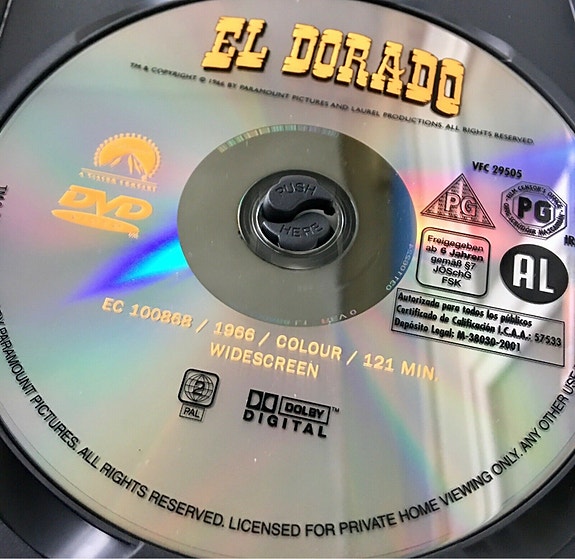 EL DORADO
TM & COPYRIGHT © 1966 BY PARAMOUNT PICTURES AND LAUREL PRODUCTIONS. ALL RIGHTS RESERVED.
VFC 29505
PG
PG
DVD
Freigegeben
ab 6 Jahren
gemäß §7
JÖSchG
FSK
AL
PUSH
HERE
Autorizada para todos los públicos
Certificado de Calificación I.C.A.A.: 57533
Depósito Legal: M-38030-2001
EC 100868 / 1966 / COLOUR / 121 MIN.
WIDESCREEN
2
PAL
DOLBY
DIGITAL
PARAMOUNT PICTURES. ALL RIGHTS RESERVED. LICENSED FOR PRIVATE HOME VIEWING ONLY. ANY OTHER USE